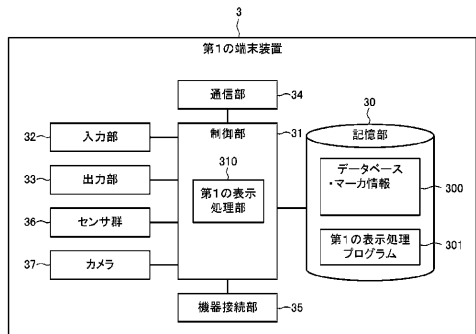 3
第1の端末装置
通信部
34
制御部
31
310
第1の表示
処理部
32
入力部
33
出力部
36
センサ群
37
カメラ
機器接続部
35
30
記憶部
データベース
・マーカ情報
300
第1の表示処理
プログラム
301